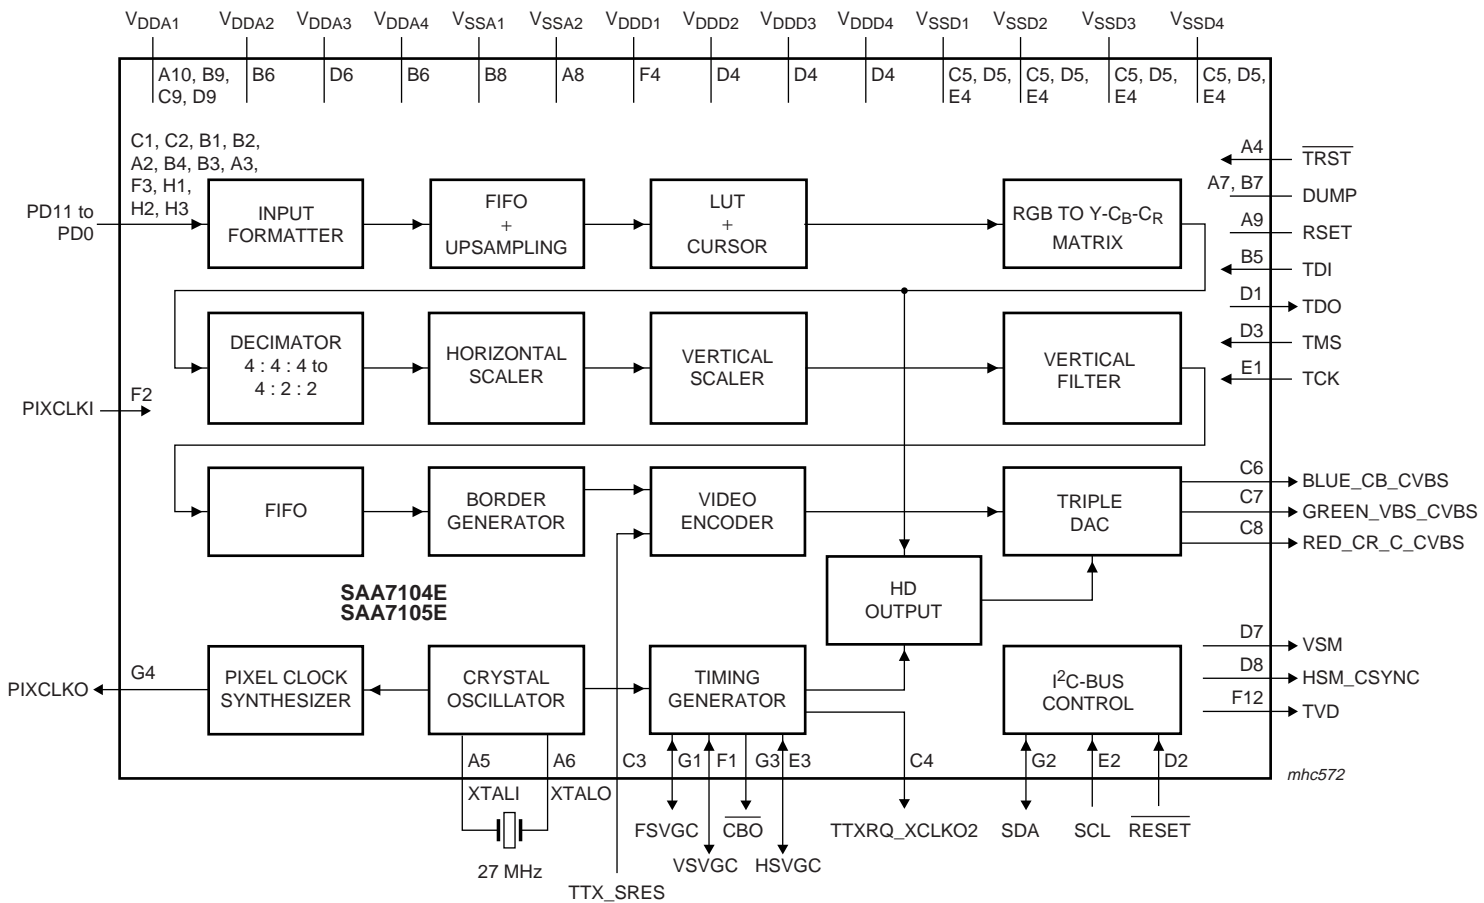 VDDA1 VDDA2 VDDA3 VDDA4 VSSA1 VSSA2 VDDD1 VDDD2 VDDD3 VDDD4 VSSD1 VSSD2 VSSD3 VSSD4
A10, B9, B6 D6 B6 B8 A8 F4 D4 D4 D4 C5, D5, C5, D5, C5, D5, C5, D5,
C9, D9 E4 E4 E4 E4
C1, C2, B1, B2,
A2, B4, B3, A3,
F3, H1,
H2, H3
PD11 to
PD0
INPUT
FORMATTER
FIFO
+
UPSAMPLING
LUT
+
CURSOR
RGB TO Y-CB-CR
MATRIX
A4 TRST
A7, B7 DUMP
A9 RSET
B5 TDI
D1 TDO
D3 TMS
E1 TCK
DECIMATOR
4 : 4 : 4 to
4 : 2 : 2
HORIZONTAL
SCALER
VERTICAL
SCALER
VERTICAL
FILTER
PIXCLKI F2
FIFO
BORDER
GENERATOR
VIDEO
ENCODER
TRIPLE
DAC
C6 BLUE_CB_CVBS
C7 GREEN_VBS_CVBS
C8 RED_CR_C_CVBS
HD
OUTPUT
SAA7104E
SAA7105E
PIXCLKO G4
PIXEL CLOCK
SYNTHESIZER
CRYSTAL
OSCILLATOR
TIMING
GENERATOR
I2C-BUS
CONTROL
D7 VSM
D8 HSM_CSYNC
F12 TVD
A5 A6 C3 G1 F1 G3 E3 C4 G2 E2 D2
mhc572
XTALI XTALO
FSVGC CBO TTXRQ_XCLKO2 SDA SCL RESET
27 MHz VSVGC HSVGC
TTX_SRES